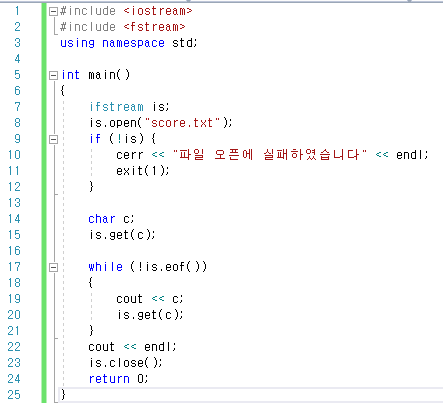 1 #include <iostream>
2 #include <fstream>
3 using namespace std;
4
5 int main()
6 {
7 ifstream is;
8 is.open("score.txt");
9 if (!is) {
10 cerr << "파일 오픈에 실패하였습니다" << endl;
11 exit(1);
12 }
13
14 char c;
15 is.get(c);
16
17 while (!is.eof())
18 {
19 cout << c;
20 is.get(c);
21 }
22 cout << endl;
23 is.close();
24 return 0;
25 }